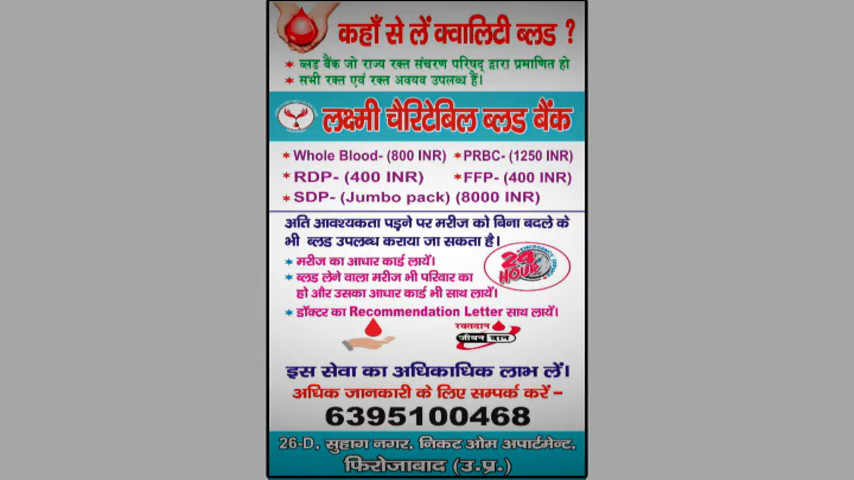 कहाँ से लें क्वालिटी ब्लड ?
* ब्लड बैंक जो राज्य रक्त संचरण परिषद् द्वारा प्रमाणित हो
* सभी रक्त एवं रक्त अवयव उपलब्ध हैं।
लक्ष्मी चैरिटेबिल ब्लड बैंक
* Whole Blood- (800 INR) * PRBC- (1250 INR)
* RDP- (400 INR) * FFP- (400 INR)
* SDP- (Jumbo pack) (8000 INR)
अति आवश्यकता पड़ने पर मरीज को बिना बदले के
भी ब्लड उपलब्ध कराया जा सकता है।
* मरीज का आधार कार्ड लायें।
* ब्लड लेने वाला मरीज भी परिवार का
हो और उसका आधार कार्ड भी साथ लायें।
24
HOUR
* डॉक्टर का Recommendation Letter साथ लायें।
रक्तदान
जीवन दान
इस सेवा का अधिकाधिक लाभ लें।
अधिक जानकारी के लिए सम्पर्क करें –
6395100468
26-D, सुहाग नगर, निकट ओम अपार्टमेन्ट,
फिरोजाबाद (उ.प्र.)